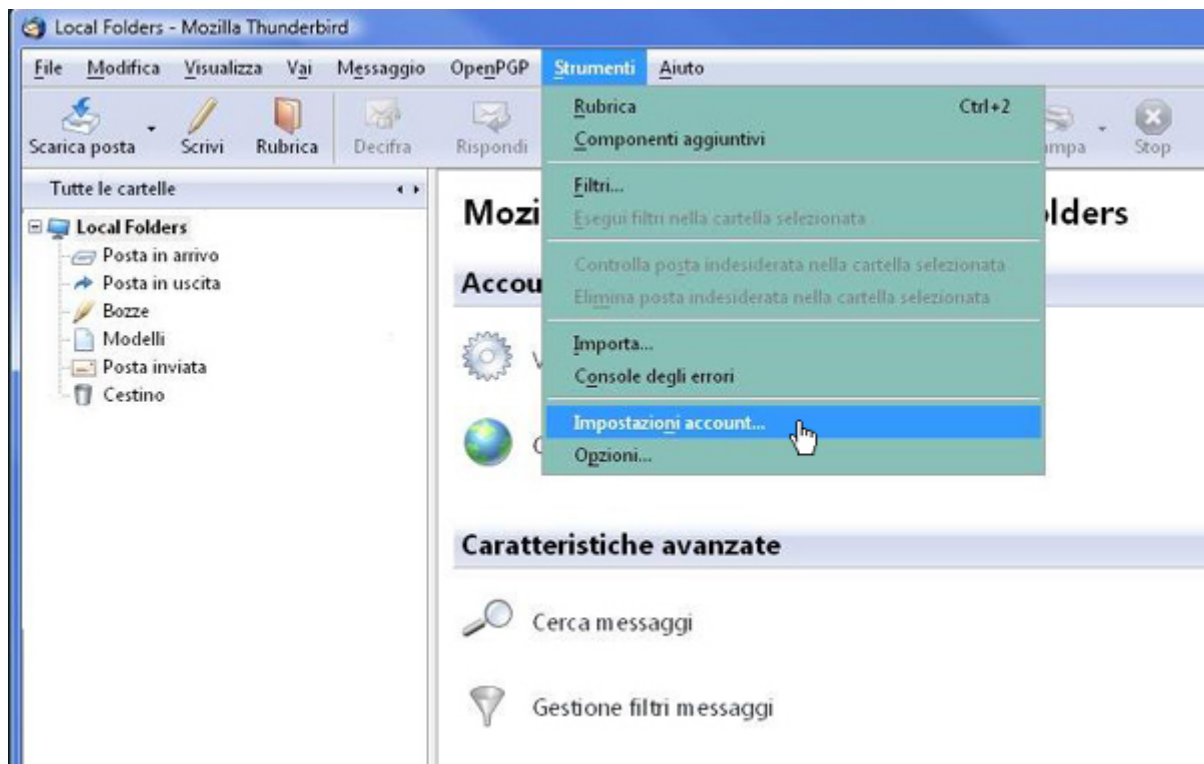 Local Folders - Mozilla Thunderbird
File Modifica Visualizza Vai Messaggio OpenPGP Strumenti Aiuto
Scarica posta Scrivi Rubrica Decifra Rispondi Stop
Rubrica Ctrl+2
Componenti aggiuntivi
Filtri...
Esegui filtri nella cartella selezionata
Controlla posta indesiderata nella cartella selezionata
Elimina posta indesiderata nella cartella selezionata
Importa...
Console degli errori
Impostazioni account...
Opzioni...
Tutte le cartelle
Local Folders
Posta in arrivo
Posta in uscita
Bozze
Modelli
Posta inviata
Cestino
Mozi lders
Accou
Caratteristiche avanzate
Cerca messaggi
Gestione filtri messaggi